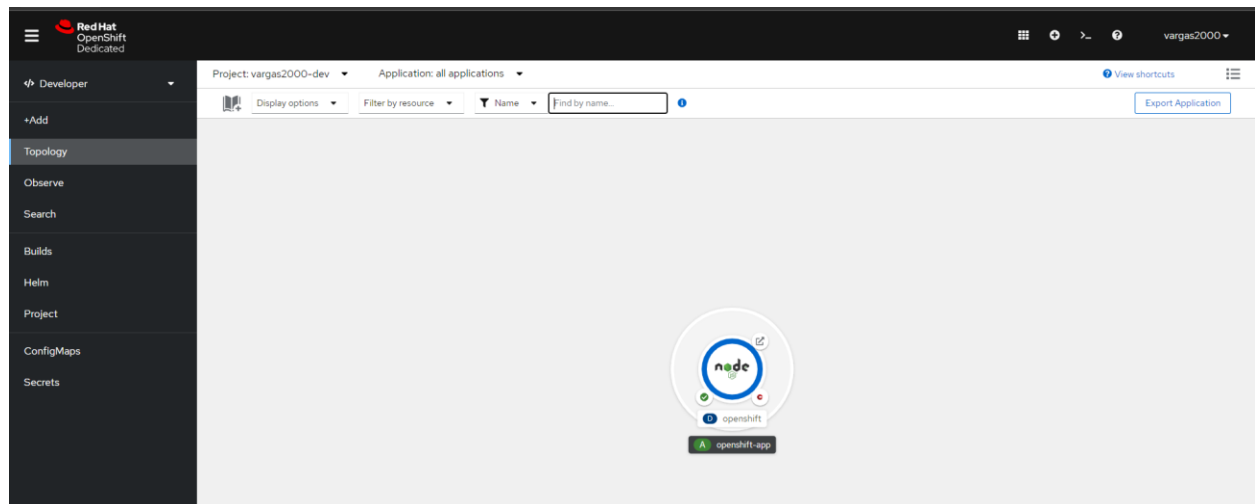 Red Hat
OpenShift
Dedicated
vargas2000
</> Developer
Project: vargas2000-dev
Application: all applications
View shortcuts
Display options
Filter by resource
Name
Find by name...
Export Application
+Add
Topology
Observe
Search
Builds
Helm
Project
ConfigMaps
Secrets
node
D openshift
A openshift-app